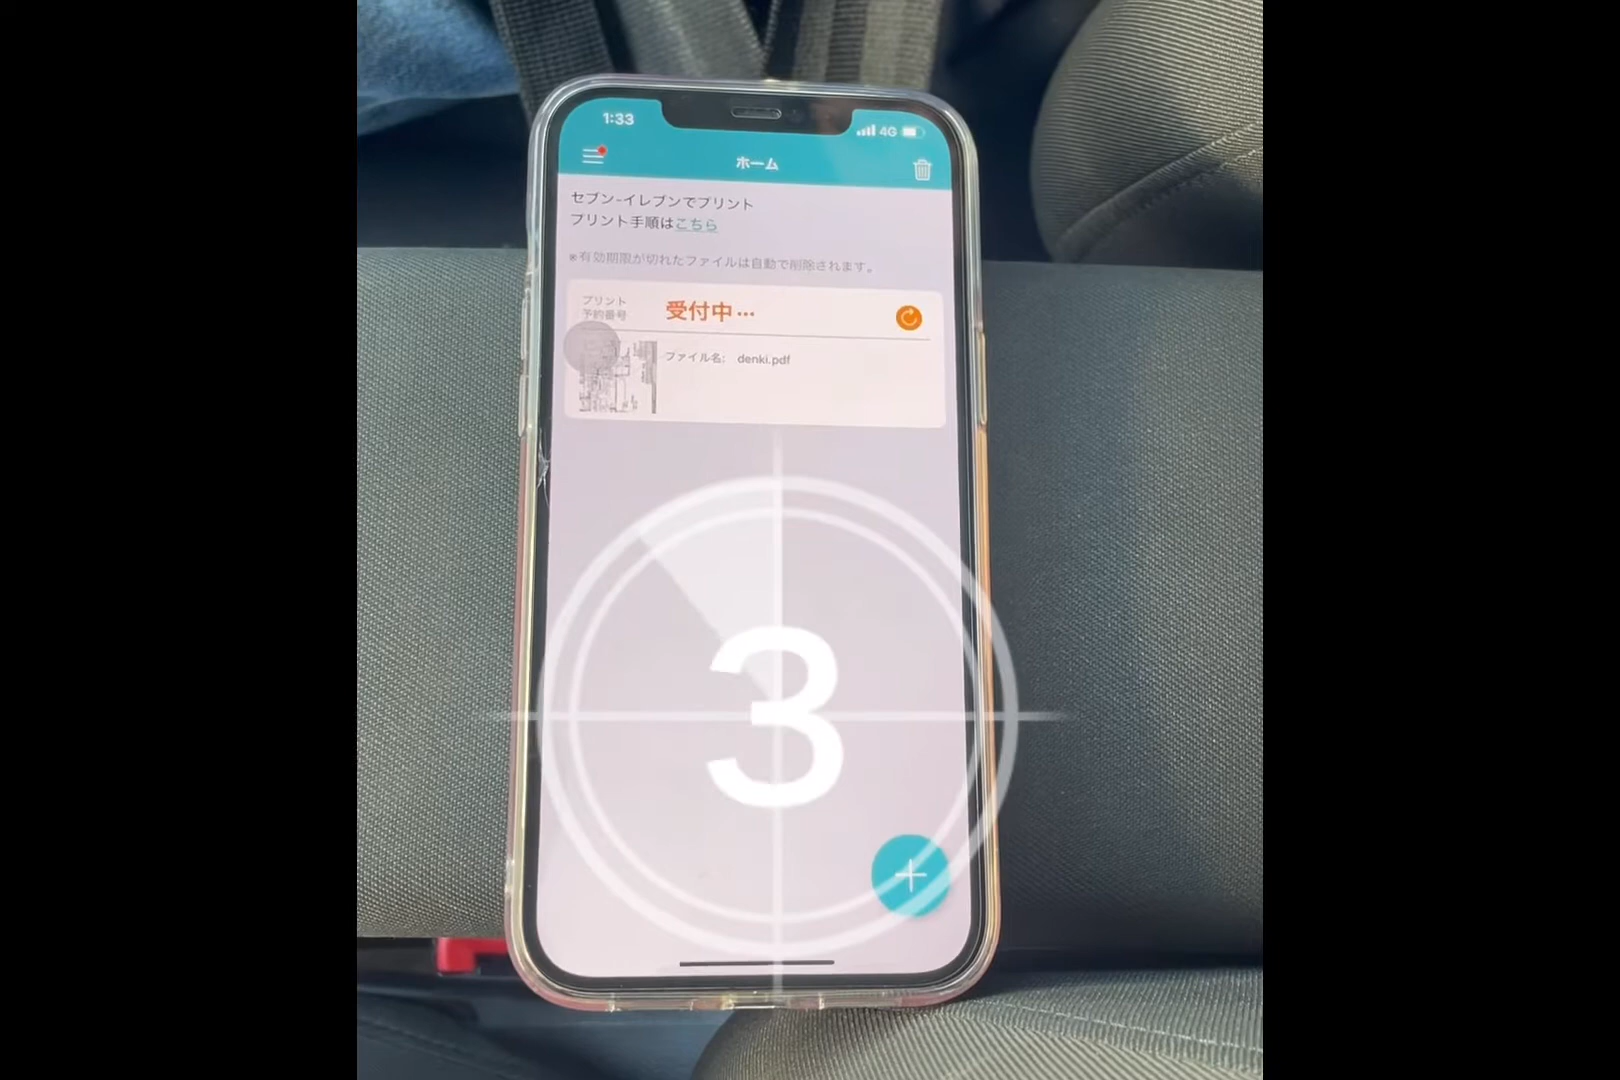 1:33
4G
ホーム
セブン-イレブンでプリント
プリント手順はこちら
※有効期限が切れたファイルは自動で削除されます。
プリント
予約番号
受付中…
ファイル名: denki.pdf
3